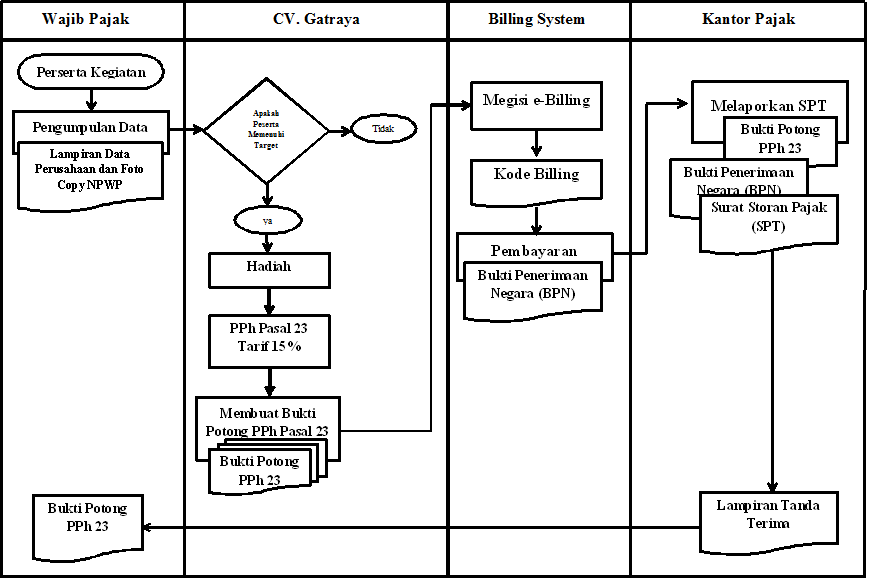 Wajib Pajak
CV. Gatraya
Billing System
Kantor Pajak
Perserta Kegiatan
Pengunpulan Data
Lampiran Data
Perusahaan dan Foto
Copy NPWP
Apakah
Peserta
Memenuhi
Target
Tidak
ya
Hadiah
PPh Pasal 23
Tarif 15%
Membuat Bukti
Potong PPh Pasal 23
Bukti Potong
PPh 23
Megisi e-Billing
Kode Billing
Pembayaran
Bukti Penerimaan
Negara (BPN)
Melaporkan SPT
Bukti Potong
PPh 23
Bukti Penerimaan
Negara (BPN)
Surat Storan Pajak
(SPT)
Lampiran Tanda
Terima
Bukti Potong
PPh 23